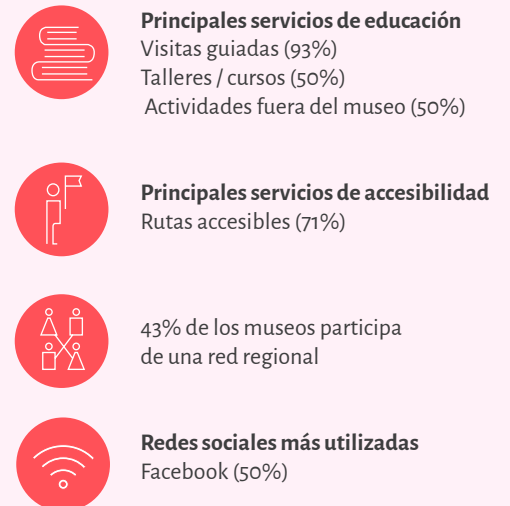 Principales servicios de educación
Visitas guiadas (93%)
Talleres / cursos (50%)
Actividades fuera del museo (50%)
Principales servicios de accesibilidad
Rutas accesibles (71%)
43% de los museos participa
de una red regional
Redes sociales más utilizadas
Facebook (50%)